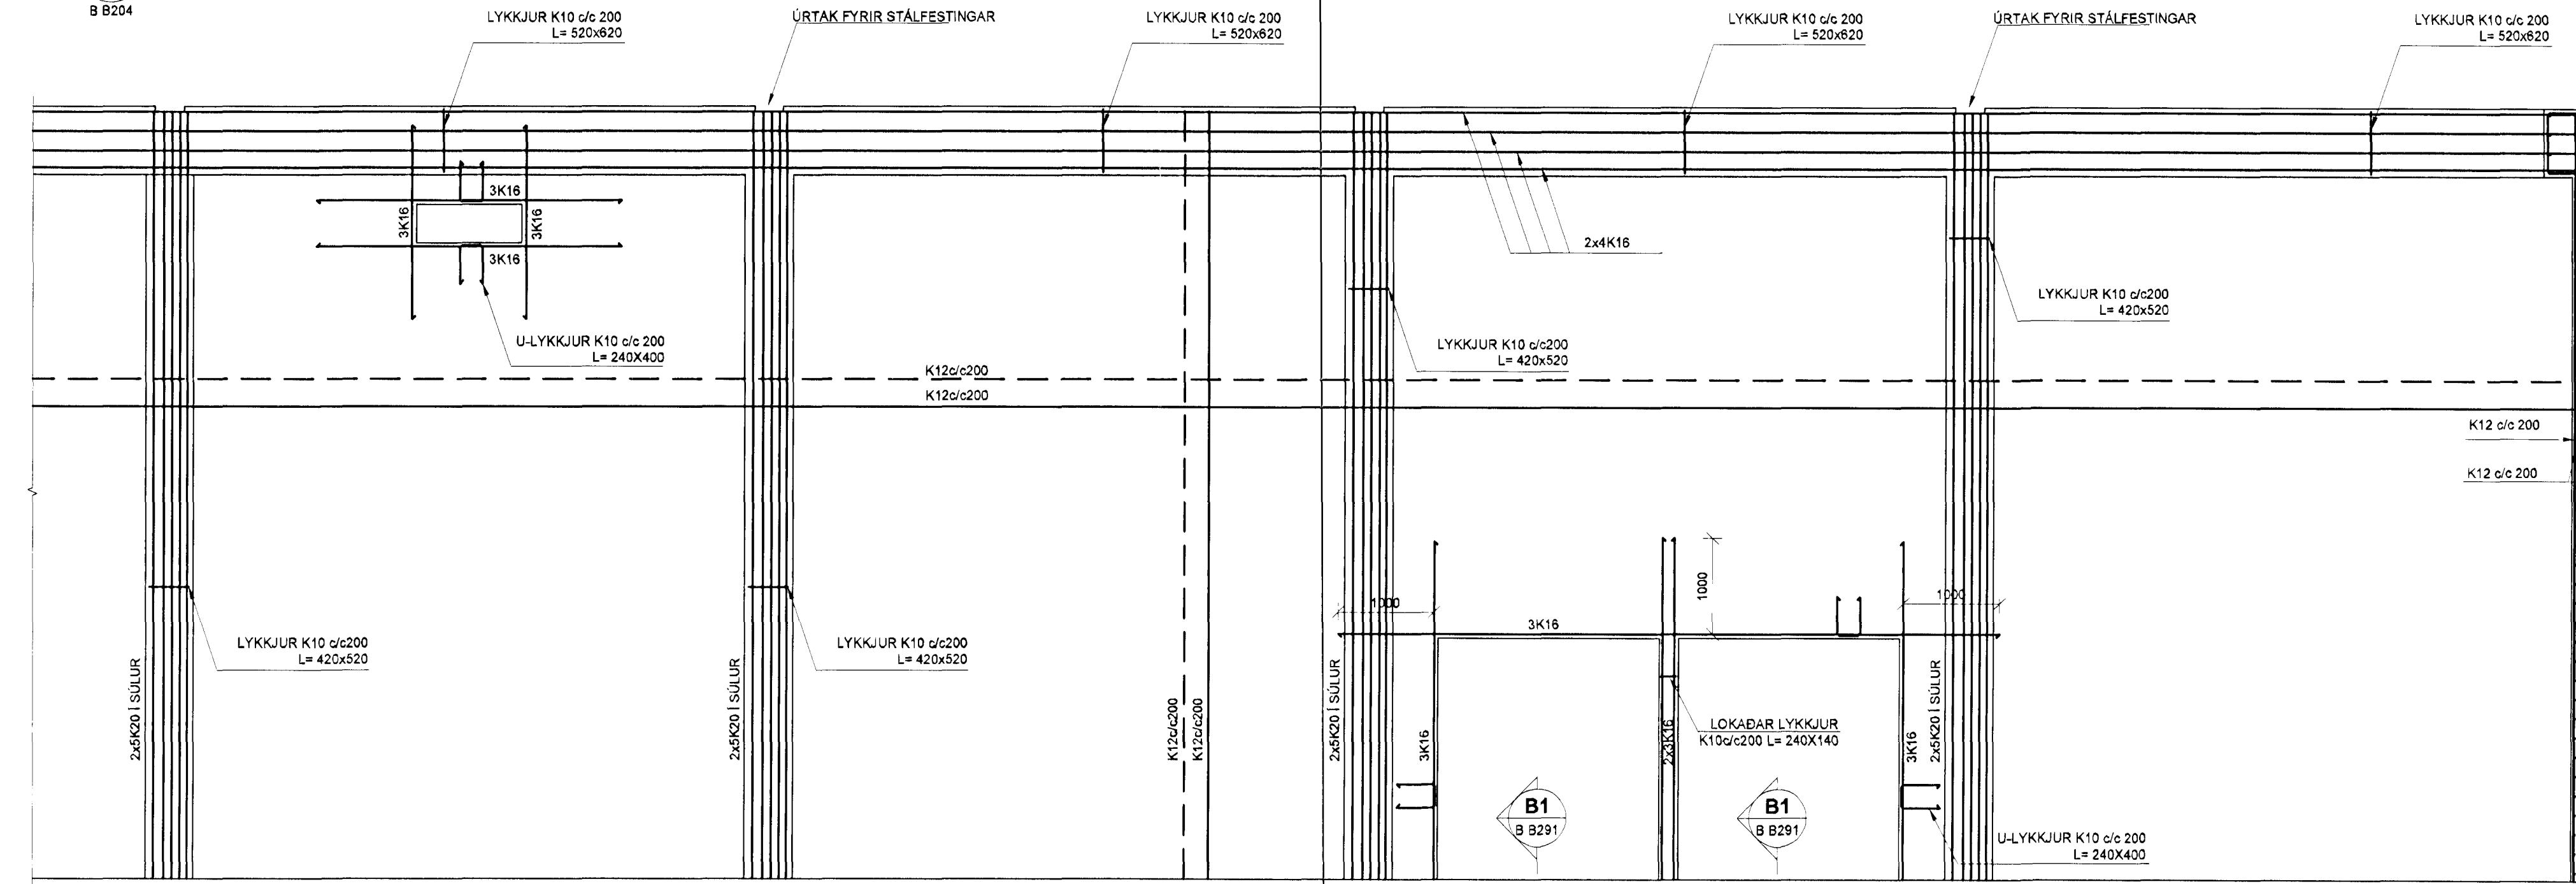 B B204
LYKKJUR K10 c/c 200
L= 520x620
ÚRTAK FYRIR STÁLFESTINGAR
LYKKJUR K10 c/c 200
L= 520x620
LYKKJUR K10 c/c 200
L= 520x620
ÚRTAK FYRIR STÁLFESTINGAR
LYKKJUR K10 c/c 200
L= 520x620
3K16
3K16
3K16
3K16
U-LYKKJUR K10 c/c 200
L= 240X400
2x4K16
LYKKJUR K10 c/c200
L= 420x520
LYKKJUR K10 c/c200
L= 420x520
K12c/c200
K12c/c200
K12 c/c 200
K12 c/c 200
LYKKJUR K10 c/c200
L= 420x520
LYKKJUR K10 c/c200
L= 420x520
2x5K20 Í SÚLUR
2x5K20 Í SÚLUR
K12c/c200
K12c/c200
2x5K20 Í SÚLUR
1000
1000
1000
3K16
3K16
2x3K16
LOKAÐAR LYKKJUR
K10c/c200 L= 240X140
3K16
2x5K20 Í SÚLUR
B1
B B291
B1
B B291
U-LYKKJUR K10 c/c 200
L= 240X400